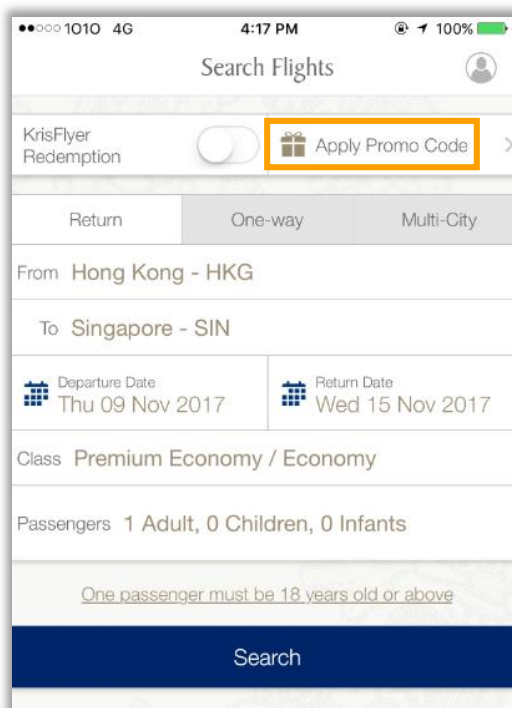 1010 4G 4:17 PM 100%
Search Flights
KrisFlyer
Redemption
Apply Promo Code
Return One-way Multi-City
From Hong Kong - HKG
To Singapore - SIN
Departure Date Return Date
Thu 09 Nov 2017 Wed 15 Nov 2017
Class Premium Economy / Economy
Passengers 1 Adult, 0 Children, 0 Infants
One passenger must be 18 years old or above
Search